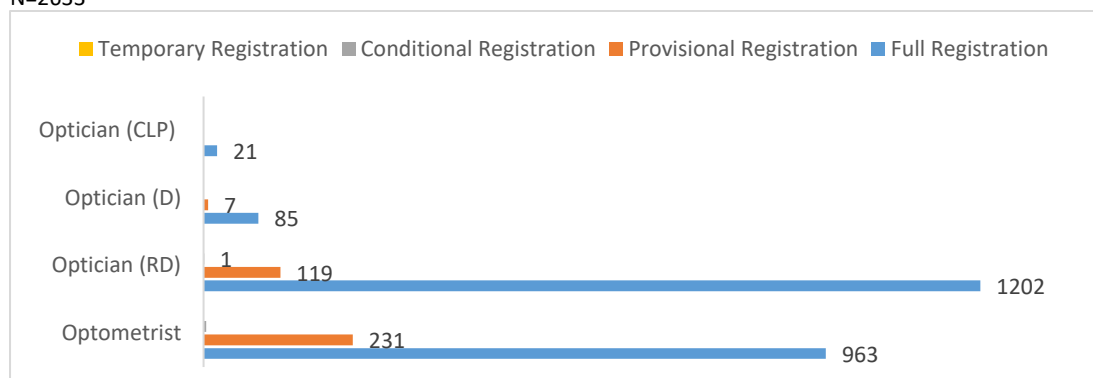 N=2633
Temporary Registration Conditional Registration Provisional Registration Full Registration
Optician (CLP)
21
Optician (D)
7
85
Optician (RD)
1
119
1202
Optometrist
231
963